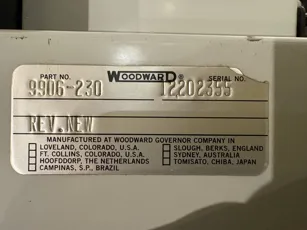 PART NO. WOODWARD SERIAL NO.
9906-230 12202355
REV.NEW
MANUFACTURED AT WOODWARD GOVERNOR COMPANY IN
LOVELAND, COLORADO, U.S.A. SLOUGH, BERKS, ENGLAND
FT. COLLINS, COLORADO, U.S.A. SYDNEY, AUSTRALIA
HOOFDDORP, THE NETHERLANDS TOMISATO, CHIBA, JAPAN
CAMPINAS, S.P., BRAZIL